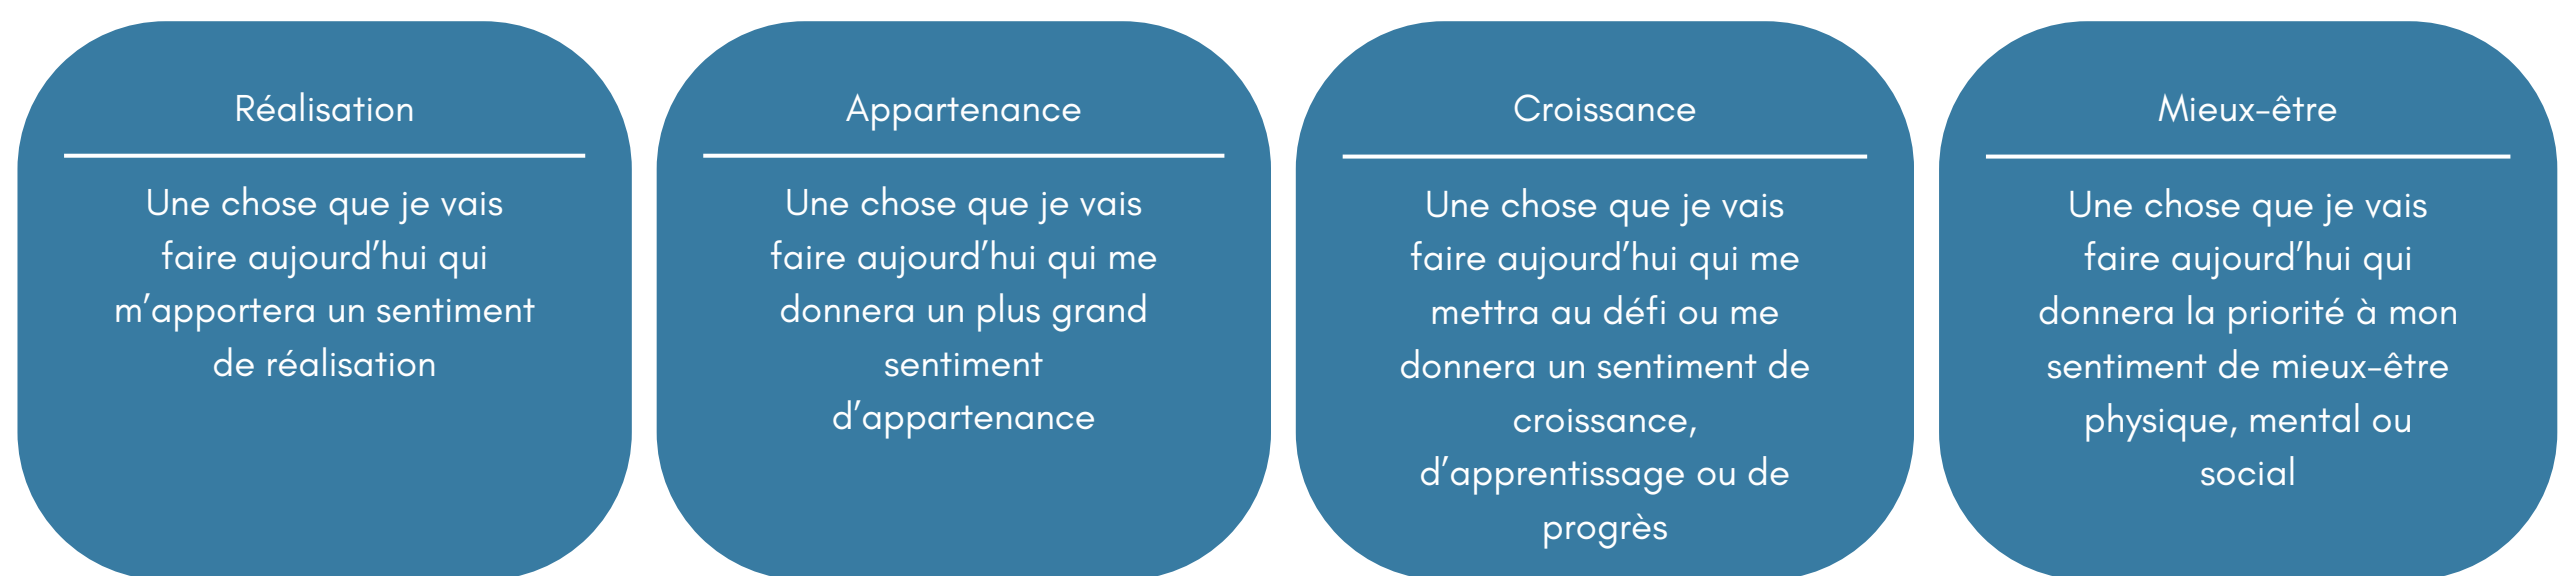 Réalisation
Une chose que je vais
faire aujourd’hui qui
m’apportera un sentiment
de réalisation
Appartenance
Une chose que je vais
faire aujourd’hui qui me
donnera un plus grand
sentiment
d’appartenance
Croissance
Une chose que je vais
faire aujourd’hui qui me
mettra au défi ou me
donnera un sentiment de
croissance,
d’apprentissage ou de
progrès
Mieux-être
Une chose que je vais
faire aujourd’hui qui
donnera la priorité à mon
sentiment de mieux-être
physique, mental ou
social